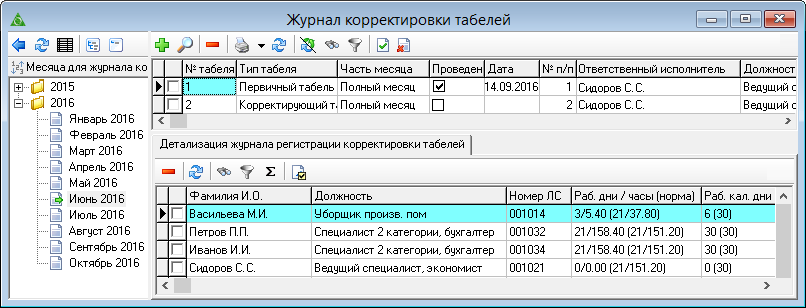 Журнал корректировки табелей
Месяца для журнала ко
2015
2016
Январь 2016
Февраль 2016
Март 2016
Апрель 2016
Май 2016
Июнь 2016
Июль 2016
Август 2016
Сентябрь 2016
Октябрь 2016
№ табеля Тип табеля Часть месяца Проведен Дата № п/п Ответственный исполнитель Должност
1 Первичный табель Полный месяц 14.09.2016 1 Сидоров С.С. Ведущий с
2 Корректирующий т Полный месяц 2 Сидоров С.С. Ведущий с
Детализация журнала регистрации корректировки табелей
Фамилия И.О. Должность Номер ЛС Раб. дни / часы (норма) Раб. кал. дни
Васильева М.И. Уборщик произв. пом 001014 3/5.40 (21/37.80) 6 (30)
Петров П.П. Специалист 2 категории, бухгалтер 001032 21/158.40 (21/151.20) 30 (30)
Иванов И.И. Специалист 2 категории, бухгалтер 001034 21/158.40 (21/151.20) 30 (30)
Сидоров С.С. Ведущий специалист, экономист 001021 0/0.00 (21/151.20) 0 (30)